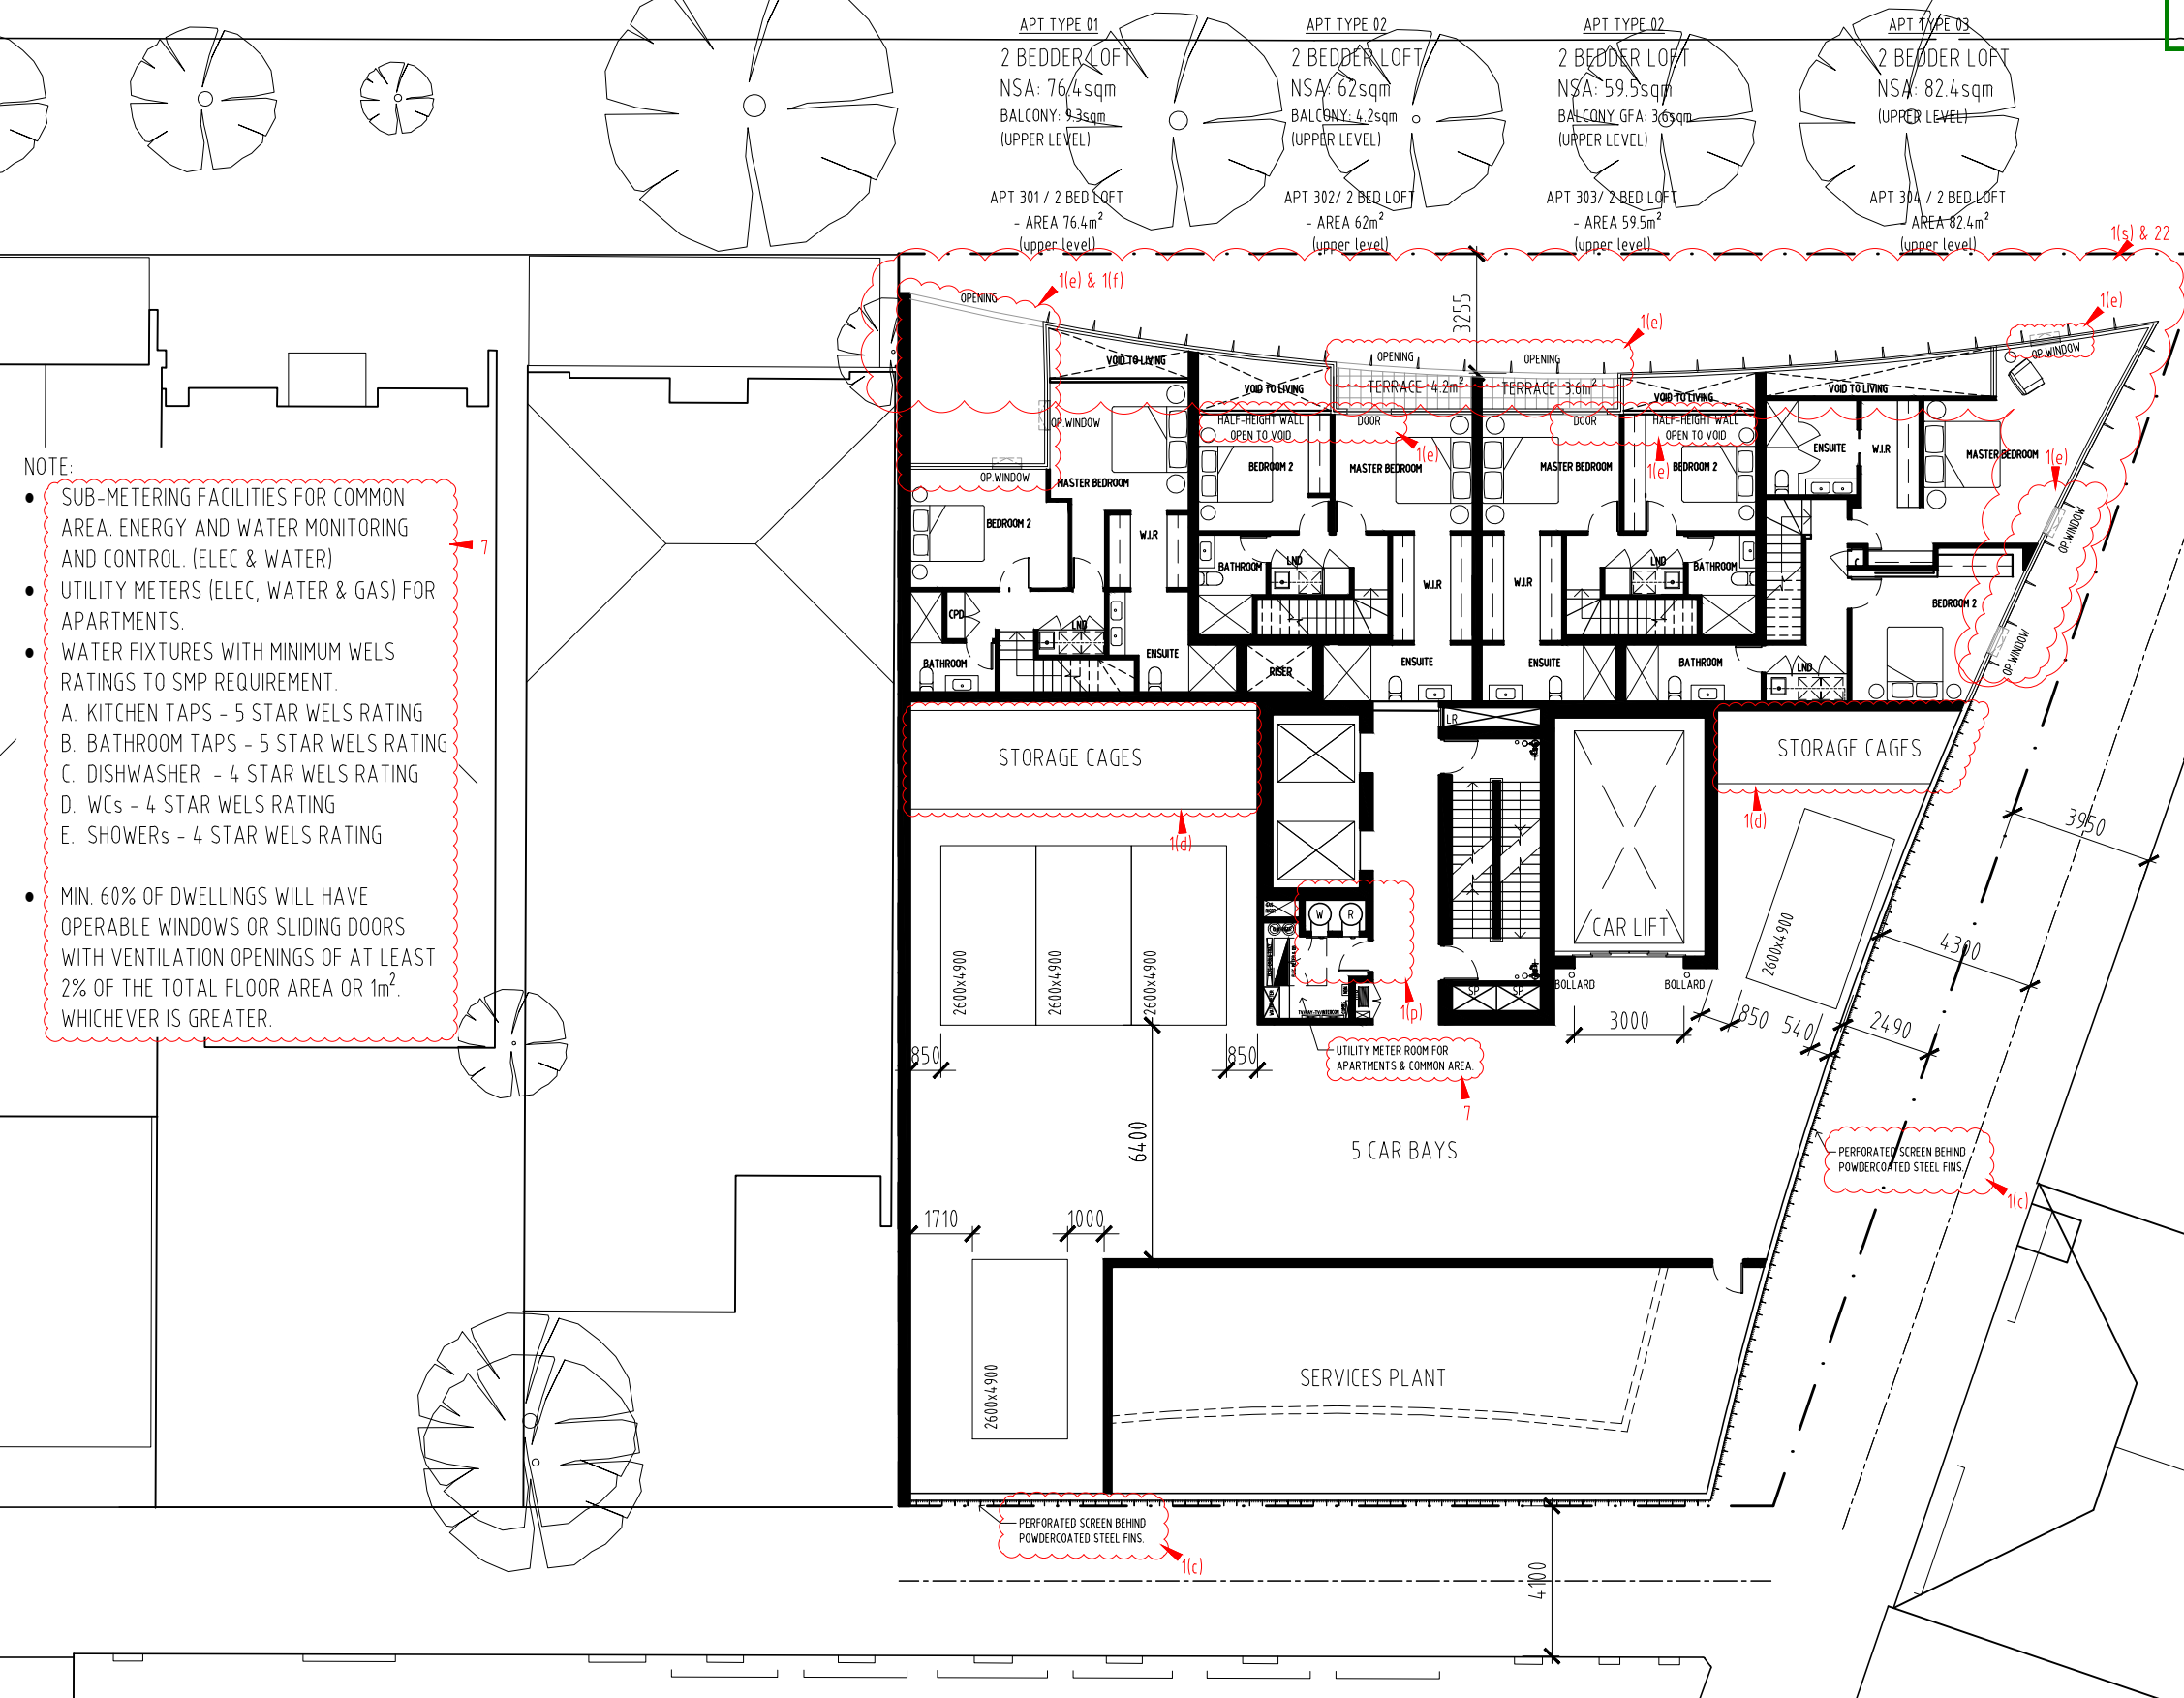 APT TYPE 01
2 BEDDER LOFT
NSA: 76.4sqm
BALCONY: 9.3sqm
(UPPER LEVEL)
APT 301 / 2 BED LOFT
- AREA 76.4m²
(upper level)
APT TYPE 02
2 BEDDER LOFT
NSA: 62sqm
BALCONY: 4.2sqm
(UPPER LEVEL)
APT 302/ 2 BED LOFT
- AREA 62m²
(upper level)
APT TYPE 02
2 BEDDER LOFT
NSA: 59.5sqm
BALCONY GFA: 3.6sqm
(UPPER LEVEL)
APT 303/ 2 BED LOFT
- AREA 59.5m²
(upper level)
APT TYPE 03
2 BEDDER LOFT
NSA: 82.4sqm
(UPPER LEVEL)
APT 304 / 2 BED LOFT
- AREA 82.4m²
(upper level)
1(s) & 22
1(e) & 1(f)
OPENING
3255
1(e)
1(e)
OPENING
OPENING
OP.WINDOW
VOID TO LIVING
VOID TO LIVING
TERRACE 4.2m²
TERRACE 3.6m²
VOID TO LIVING
VOID TO LIVING
OP.WINDOW
HALF-HEIGHT WALL
OPEN TO VOID
DOOR
DOOR
HALF-HEIGHT WALL
OPEN TO VOID
1(e)
1(e)
1(e)
ENSUITE
W.I.R
MASTER BEDROOM
OP.WINDOW
MASTER BEDROOM
BEDROOM 2
MASTER BEDROOM
MASTER BEDROOM
BEDROOM 2
BEDROOM 2
W.I.R
OP.WINDOW
BATHROOM
LND
W.I.R
W.I.R
LND
BATHROOM
BEDROOM 2
CPD
LND
OP.WINDOW
BATHROOM
ENSUITE
RISER
ENSUITE
ENSUITE
BATHROOM
LND
NOTE:
• SUB-METERING FACILITIES FOR COMMON
AREA. ENERGY AND WATER MONITORING
AND CONTROL. (ELEC & WATER)
• UTILITY METERS (ELEC, WATER & GAS) FOR
APARTMENTS.
• WATER FIXTURES WITH MINIMUM WELS
RATINGS TO SMP REQUIREMENT.
A. KITCHEN TAPS - 5 STAR WELS RATING
B. BATHROOM TAPS - 5 STAR WELS RATING
C. DISHWASHER - 4 STAR WELS RATING
D. WCs - 4 STAR WELS RATING
E. SHOWERs - 4 STAR WELS RATING
• MIN. 60% OF DWELLINGS WILL HAVE
OPERABLE WINDOWS OR SLIDING DOORS
WITH VENTILATION OPENINGS OF AT LEAST
2% OF THE TOTAL FLOOR AREA OR 1m².
WHICHEVER IS GREATER.
7
STORAGE CAGES
1(d)
LR
STORAGE CAGES
1(d)
3950
W
R
CAR LIFT
2600x4900
4300
2600x4900
2600x4900
2600x4900
SP
SP
BOLLARD
BOLLARD
1(p)
3000
850
540
2490
850
850
UTILITY METER ROOM FOR
APARTMENTS & COMMON AREA.
7
6400
5 CAR BAYS
PERFORATED SCREEN BEHIND
POWDERCOATED STEEL FINS.
1(c)
1710
1000
2600x4900
SERVICES PLANT
PERFORATED SCREEN BEHIND
POWDERCOATED STEEL FINS.
1(c)
4100